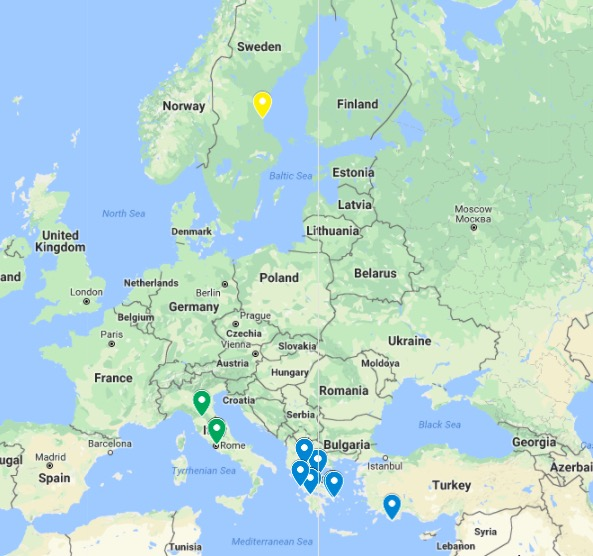 Sweden
Norway
Finland
Estonia
Baltic Sea
Latvia
Moscow
Москва
North Sea
Denmark
Lithuania
United
Kingdom
Belarus
and
Poland
London
Netherlands
Berlin
Germany
Belgium
Prague
Paris
Czechia
Ukraine
Vienna
Slovakia
Austria
Moldova
France
Hungary
Romania
Croatia
Serbia
Black Sea
I
Rome
Bulgaria
Georgia
Barcelona
ugal
Madrid
Spain
Istanbul
Tyrrhenian Sea
Azerbai
Turkey
Syria
Mediterranean Sea
Tunisia
Lebanon